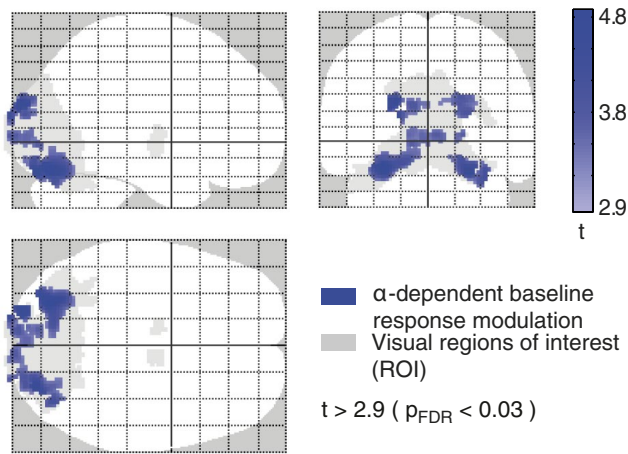 4.8
3.8
2.9
t
α-dependent baseline
response modulation
Visual regions of interest
(ROI)
t > 2.9 ( pFDR < 0.03 )